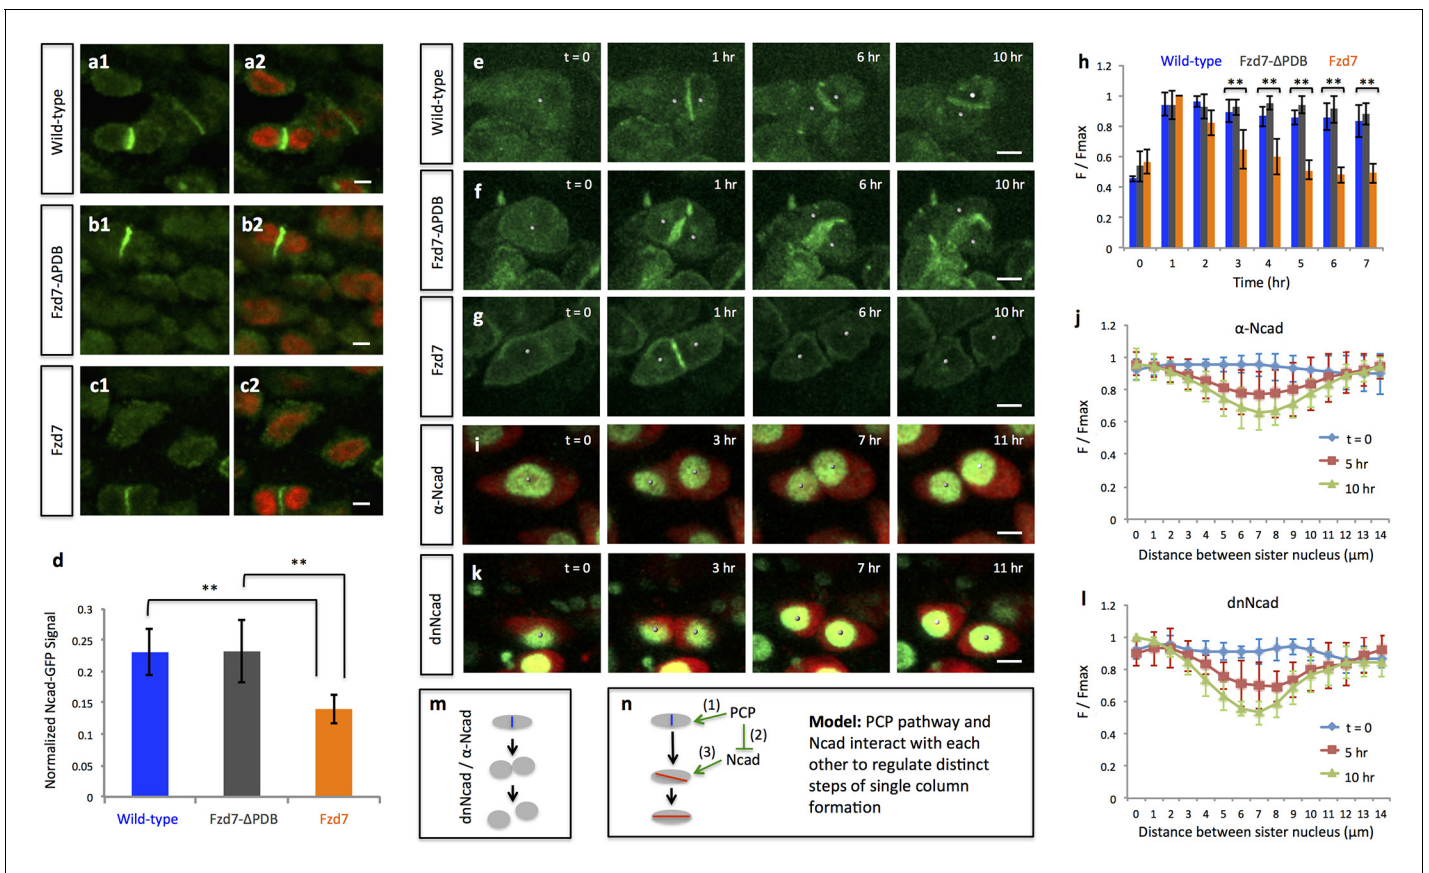 a1
a2
Wild-type
b1
b2
Fzd7-ΔPDB
c1
c2
Fzd7
d
**
**
Normalized Ncad-GFP Signal
0.3
0.25
0.2
0.15
0.1
0.05
0
Wild-type
Fzd7-ΔPDB
Fzd7
e
Wild-type
t = 0
1 hr
6 hr
10 hr
f
Fzd7-ΔPDB
t = 0
1 hr
6 hr
10 hr
g
Fzd7
t = 0
1 hr
6 hr
10 hr
i
α-Ncad
t = 0
3 hr
7 hr
11 hr
k
dnNcad
t = 0
3 hr
7 hr
11 hr
m
dnNcad / α-Ncad
n
(1)
PCP
(2)
(3)
Ncad
Model: PCP pathway and
Ncad interact with each
other to regulate distinct
steps of single column
formation
h
Wild-type Fzd7-ΔPDB Fzd7
** ** ** ** **
F / Fmax
1.2
1
0.8
0.6
0.4
0.2
0
0 1 2 3 4 5 6 7
Time (hr)
j
α-Ncad
F / Fmax
1.2
1
0.8
0.6
0.4
0.2
0
t = 0
5 hr
10 hr
0 1 2 3 4 5 6 7 8 9 10 11 12 13 14
Distance between sister nucleus (μm)
l
dnNcad
F / Fmax
1.2
1
0.8
0.6
0.4
0.2
0
t = 0
5 hr
10 hr
0 1 2 3 4 5 6 7 8 9 10 11 12 13 14
Distance between sister nucleus (μm)